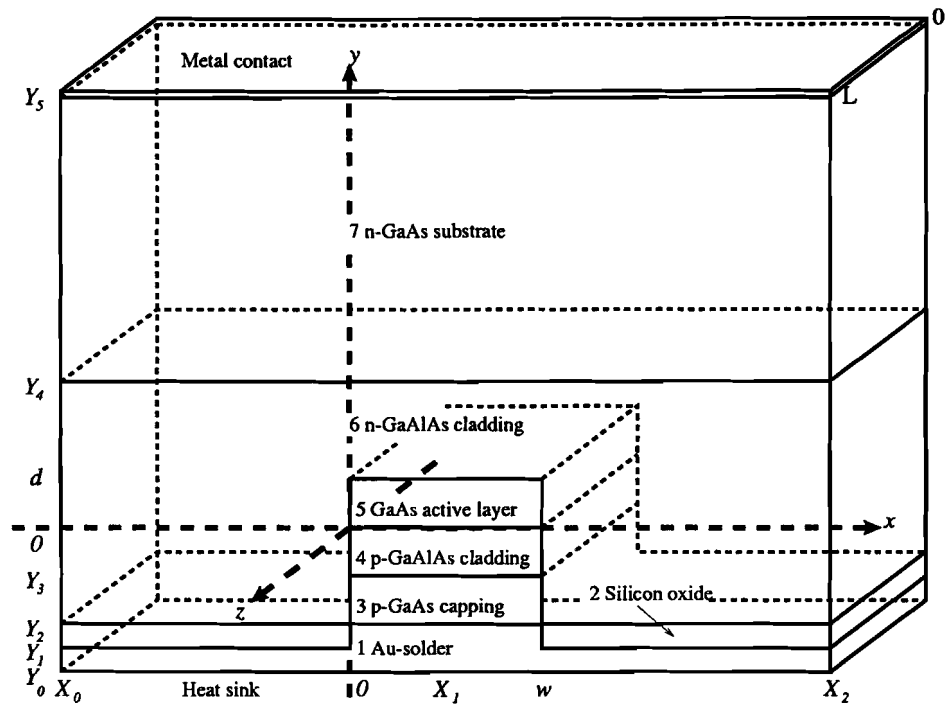 0
Metal contact
y
Y5
L
7 n-GaAs substrate
Y4
6 n-GaAlAs cladding
d
5 GaAs active layer
x
0
4 p-GaAlAs cladding
Y3
2 Silicon oxide
z
3 p-GaAs capping
Y2
Y1
1 Au-solder
Y0
X0
Heat sink
0
X1
w
X2